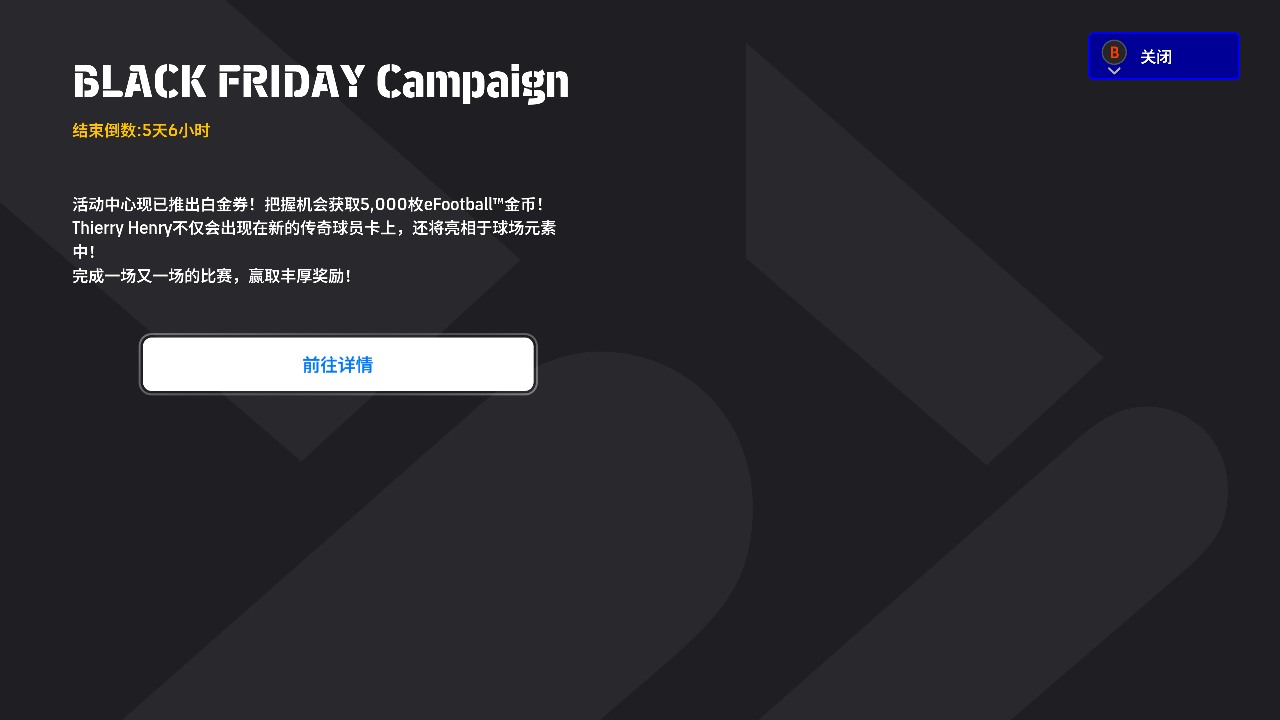 BLACK FRIDAY Campaign
B 关闭
结束倒数:5天6小时
活动中心现已推出白金券！把握机会获取5,000枚eFootball™金币！
Thierry Henry不仅会出现在新的传奇球员卡上，还将亮相于球场元素
中！
完成一场又一场的比赛，赢取丰厚奖励！
前往详情